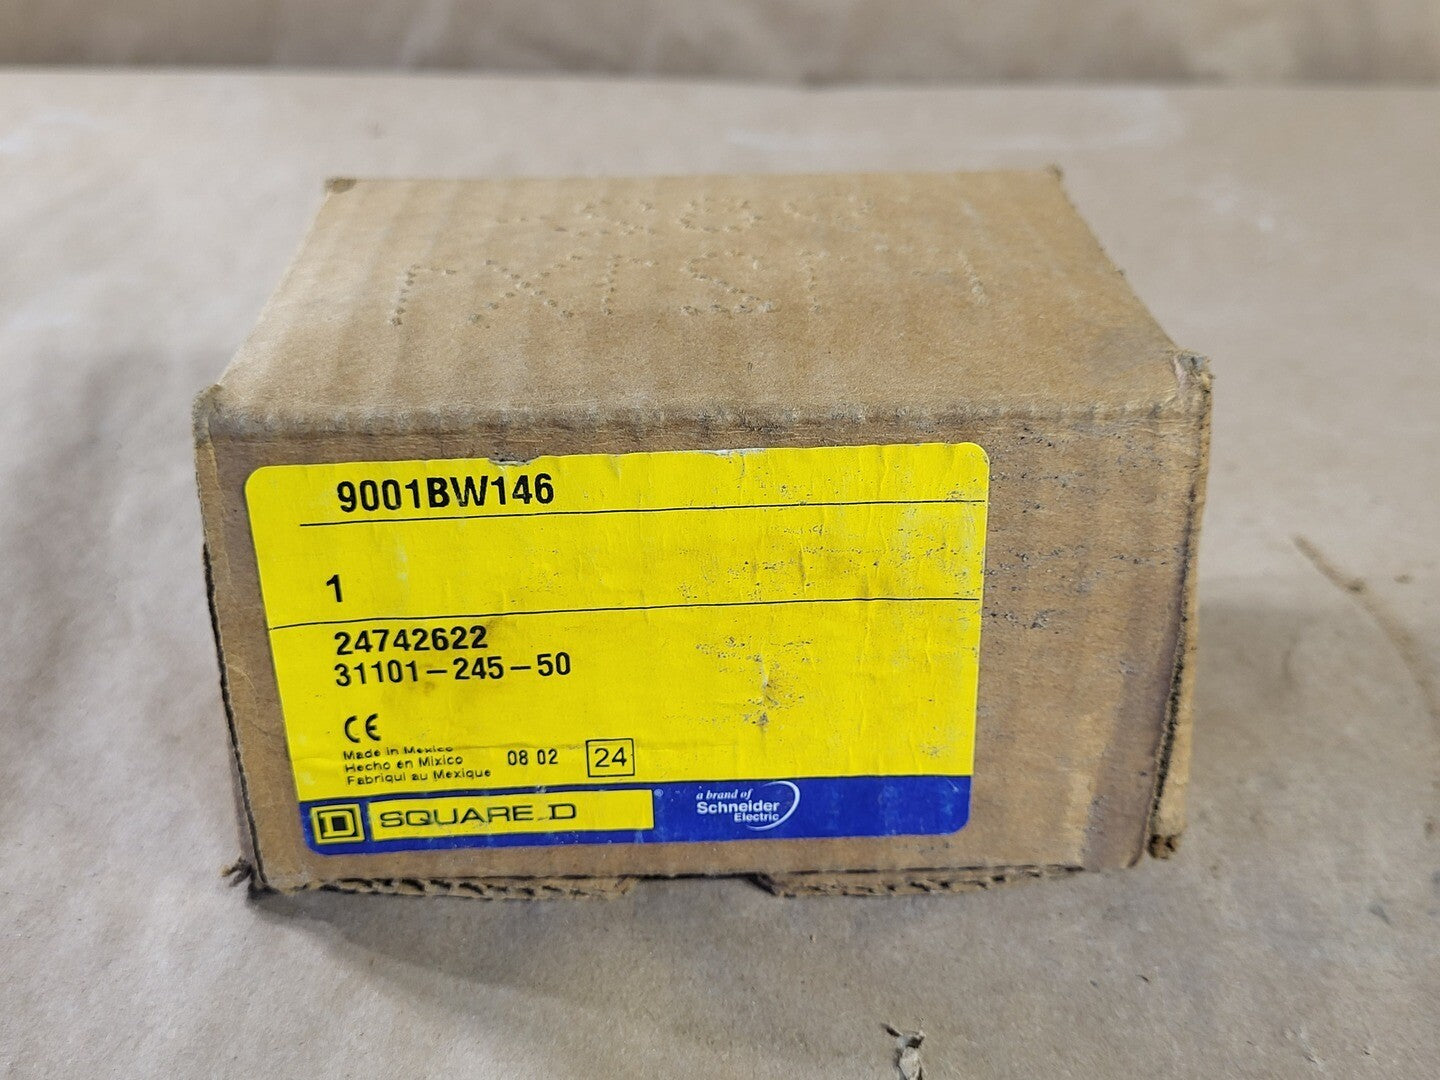 9001BW146
1
24742622
31101-245-50
CE
Made in Mexico
Hecho en Mixico
Fabriqui au Mexique
08 02
24
D SQUARE D ®
a brand of
Schneider
Electric